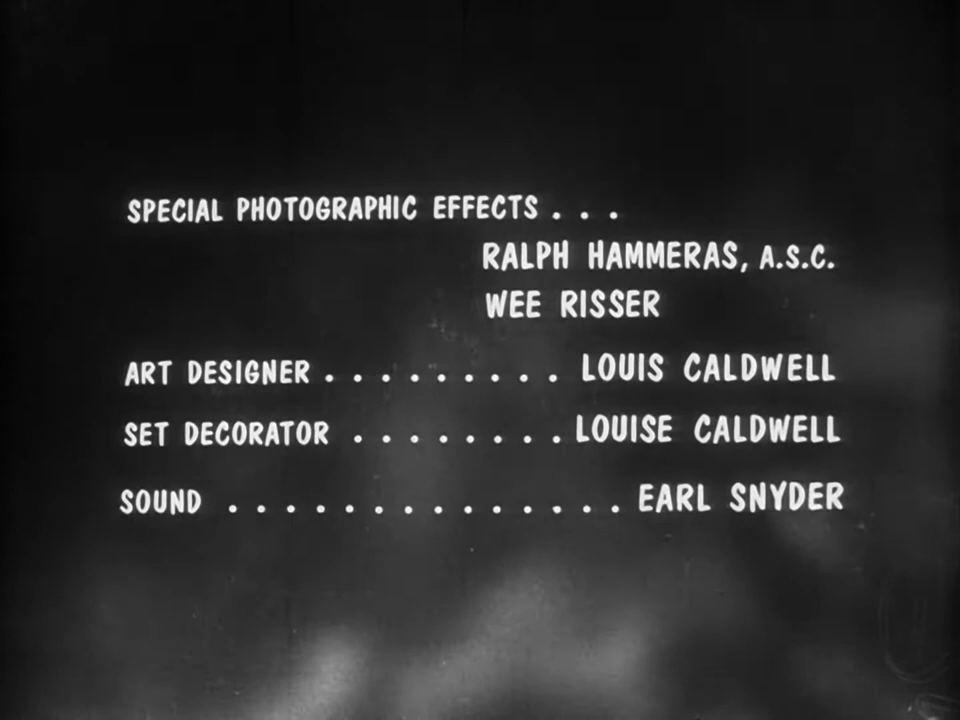 SPECIAL PHOTOGRAPHIC EFFECTS . . .
RALPH HAMMERAS, A.S.C.
WEE RISSER
ART DESIGNER . . . . . . . . . LOUIS CALDWELL
SET DECORATOR . . . . . . . . LOUISE CALDWELL
SOUND . . . . . . . . . . . . . . EARL SNYDER